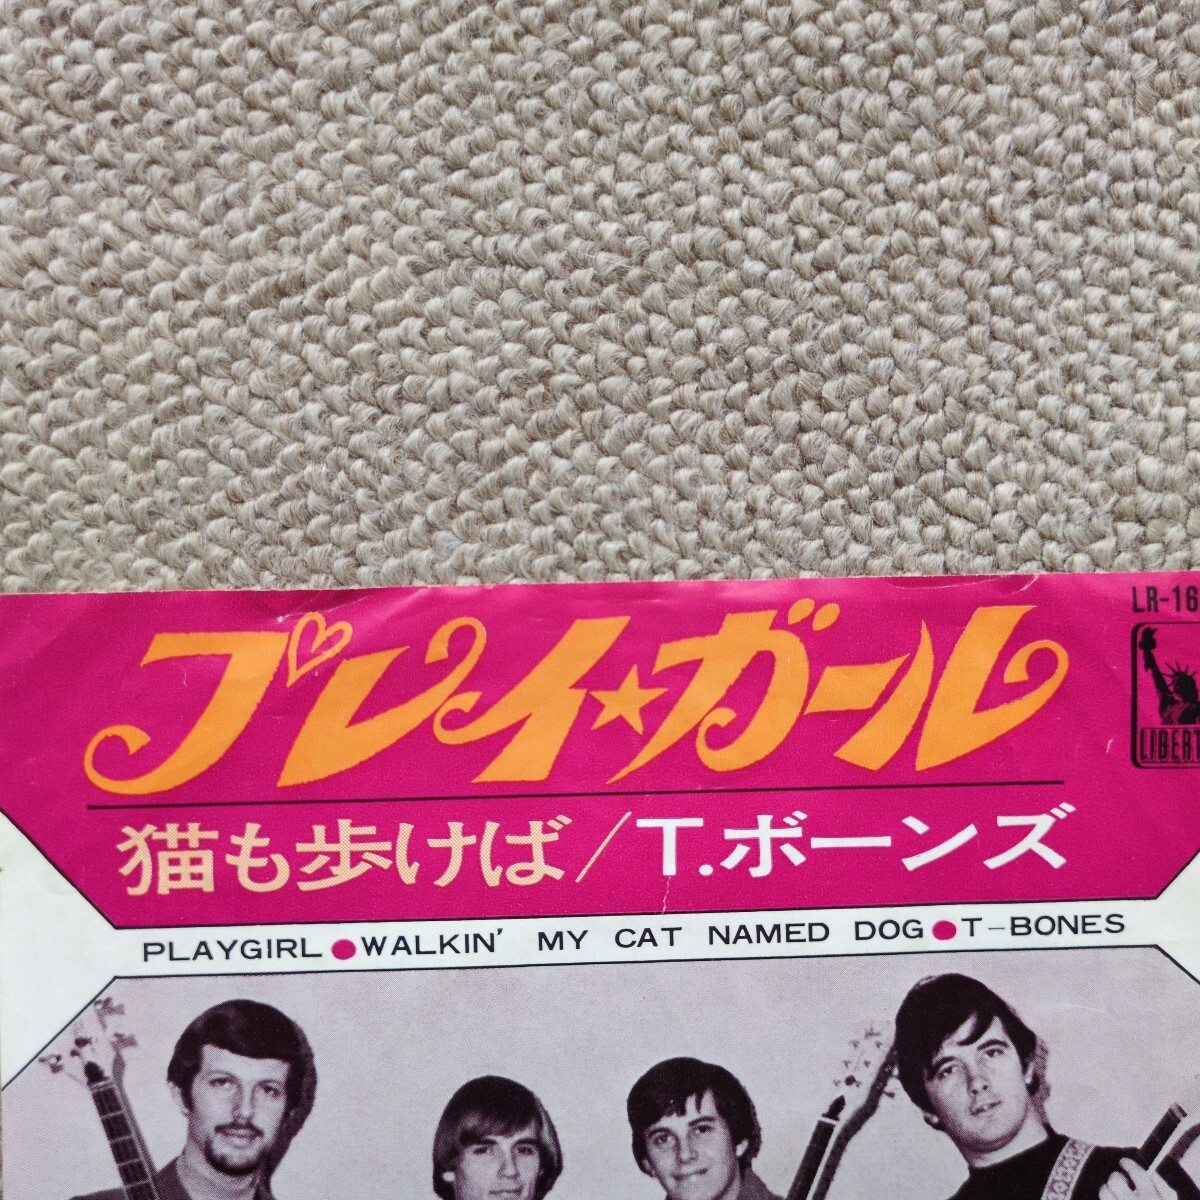 LR-16
プレイ★ガール
LIBERT
猫も歩けば/T.ボーンズ
PLAYGIRL●WALKIN' MY CAT NAMED DOG●T-BONES